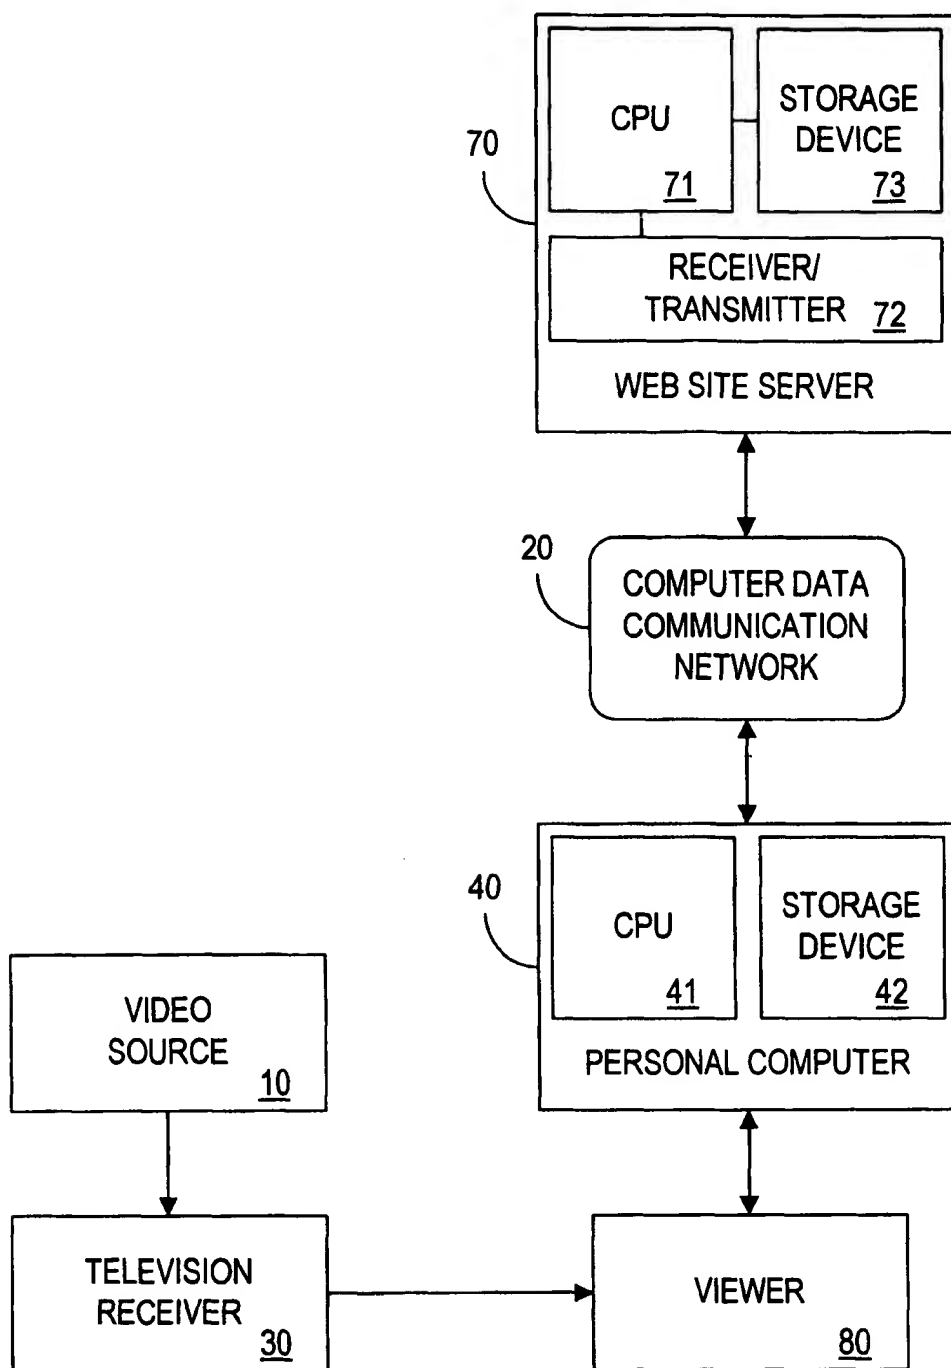 CPU
71
STORAGE
DEVICE
73
70
RECEIVER/
TRANSMITTER 72
WEB SITE SERVER
20
COMPUTER DATA
COMMUNICATION
NETWORK
40
CPU
41
STORAGE
DEVICE
42
PERSONAL COMPUTER
VIDEO
SOURCE
10
TELEVISION
RECEIVER
30
VIEWER
80